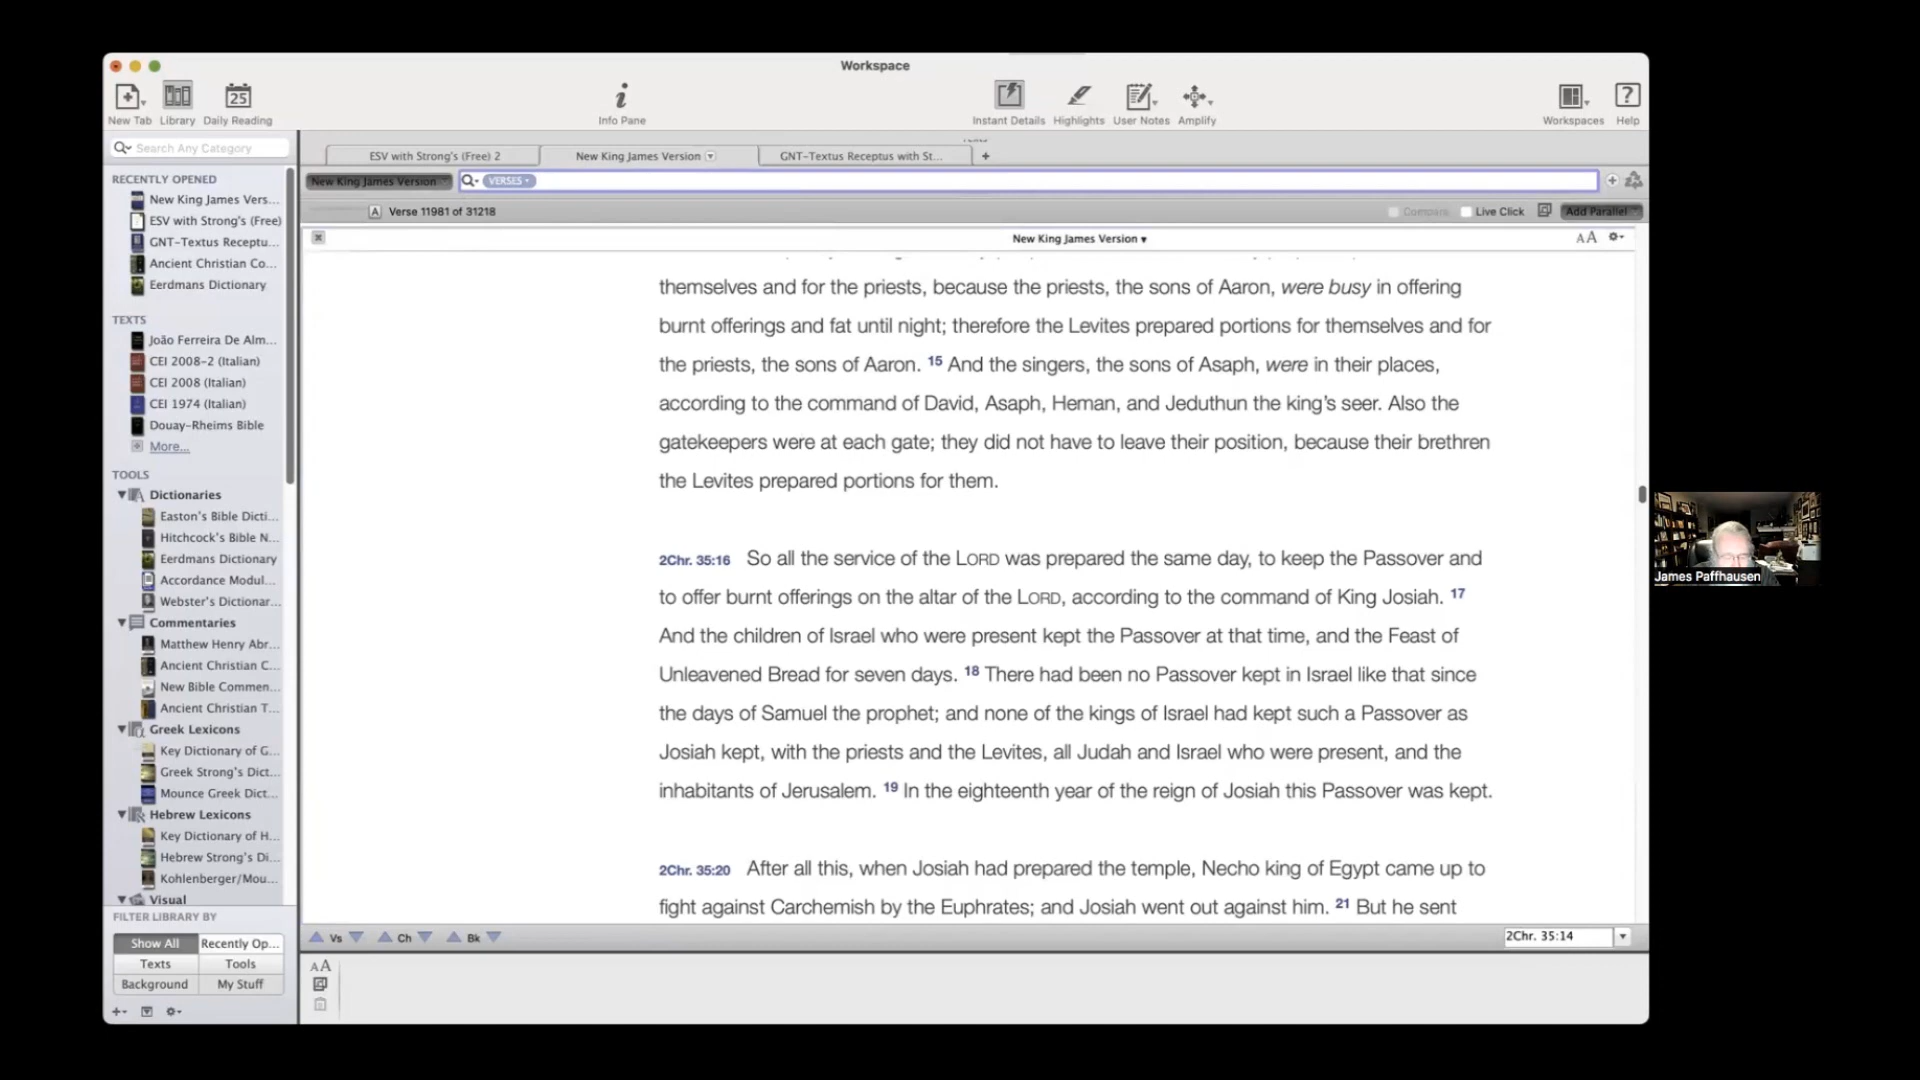 Workspace
New Tab
Library
25
Daily Reading
Info Pane
Instant Details
Highlights
User Notes
Amplify
Workspaces
Help
Search Any Category
RECENTLY OPENED
New King James Vers...
ESV with Strong's (Free)
GNT-Textus Receptu...
Ancient Christian Co...
Eerdmans Dictionary
TEXTS
João Ferreira De Alm...
CEI 2008-2 (Italian)
CEI 2008 (Italian)
CEI 1974 (Italian)
Douay-Rheims Bible
More...
TOOLS
Dictionaries
Easton's Bible Dicti...
Hitchcock's Bible N...
Eerdmans Dictionary
Accordance Modul...
Webster's Dictionar...
Commentaries
Matthew Henry Abr...
Ancient Christian C...
New Bible Commen...
Ancient Christian T...
Greek Lexicons
Key Dictionary of G...
Greek Strong's Dict...
Mounce Greek Dict...
Hebrew Lexicons
Key Dictionary of H...
Hebrew Strong's Di...
Kohlenberger/Mou...
Visual
FILTER LIBRARY BY
Show All
Recently Op...
Texts
Tools
Background
My Stuff
ESV with Strong's (Free) 2
New King James Version
GNT-Textus Receptus with St...
New King James Version
VERSES
A Verse 11981 of 31218
Compare
Live Click
Add Parallel
New King James Version
AA
themselves and for the priests, because the priests, the sons of Aaron, were busy in offering
burnt offerings and fat until night; therefore the Levites prepared portions for themselves and for
the priests, the sons of Aaron. 15 And the singers, the sons of Asaph, were in their places,
according to the command of David, Asaph, Heman, and Jeduthun the king's seer. Also the
gatekeepers were at each gate; they did not have to leave their position, because their brethren
the Levites prepared portions for them.
2Chr. 35:16 So all the service of the LORD was prepared the same day, to keep the Passover and
to offer burnt offerings on the altar of the LORD, according to the command of King Josiah. 17
And the children of Israel who were present kept the Passover at that time, and the Feast of
Unleavened Bread for seven days. 18 There had been no Passover kept in Israel like that since
the days of Samuel the prophet; and none of the kings of Israel had kept such a Passover as
Josiah kept, with the priests and the Levites, all Judah and Israel who were present, and the
inhabitants of Jerusalem. 19 In the eighteenth year of the reign of Josiah this Passover was kept.
2Chr. 35:20 After all this, when Josiah had prepared the temple, Necho king of Egypt came up to
fight against Carchemish by the Euphrates; and Josiah went out against him. 21 But he sent
Vs
Ch
Bk
2Chr. 35:14
AA
James Paffhausen